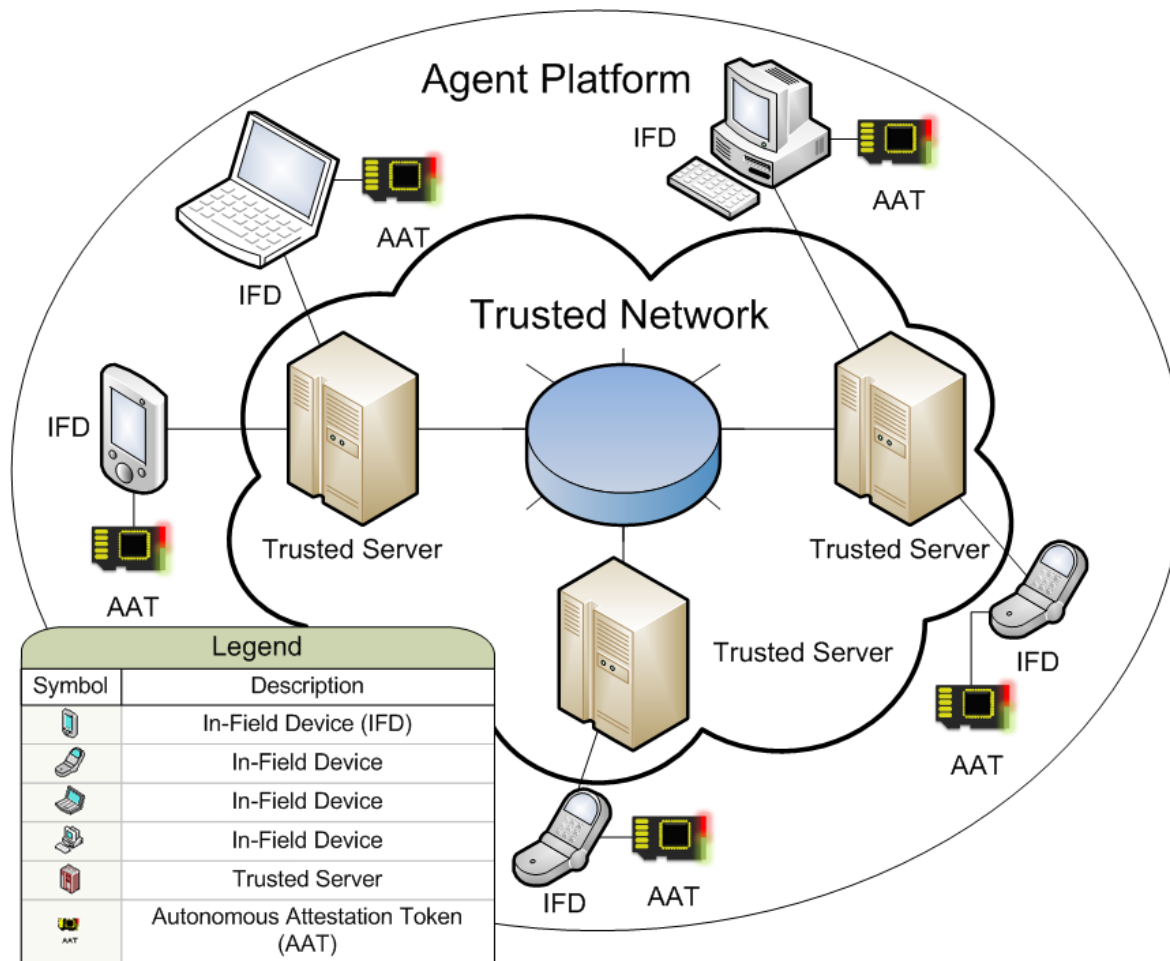 Agent Platform
IFD
AAT
AAT
IFD
Trusted Network
IFD
Trusted Server
Trusted Server
AAT
Trusted Server
IFD
AAT
IFD
AAT
Legend
Symbol Description
In-Field Device (IFD)
In-Field Device
In-Field Device
In-Field Device
Trusted Server
Autonomous Attestation Token
(AAT)
AAT